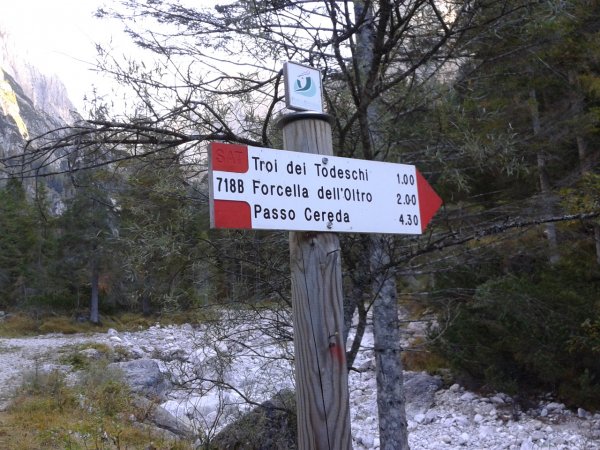 SAT
Troi dei Todeschi 1.00
718B Forcella dell'Oltro 2.00
Passo Cereda 4.30